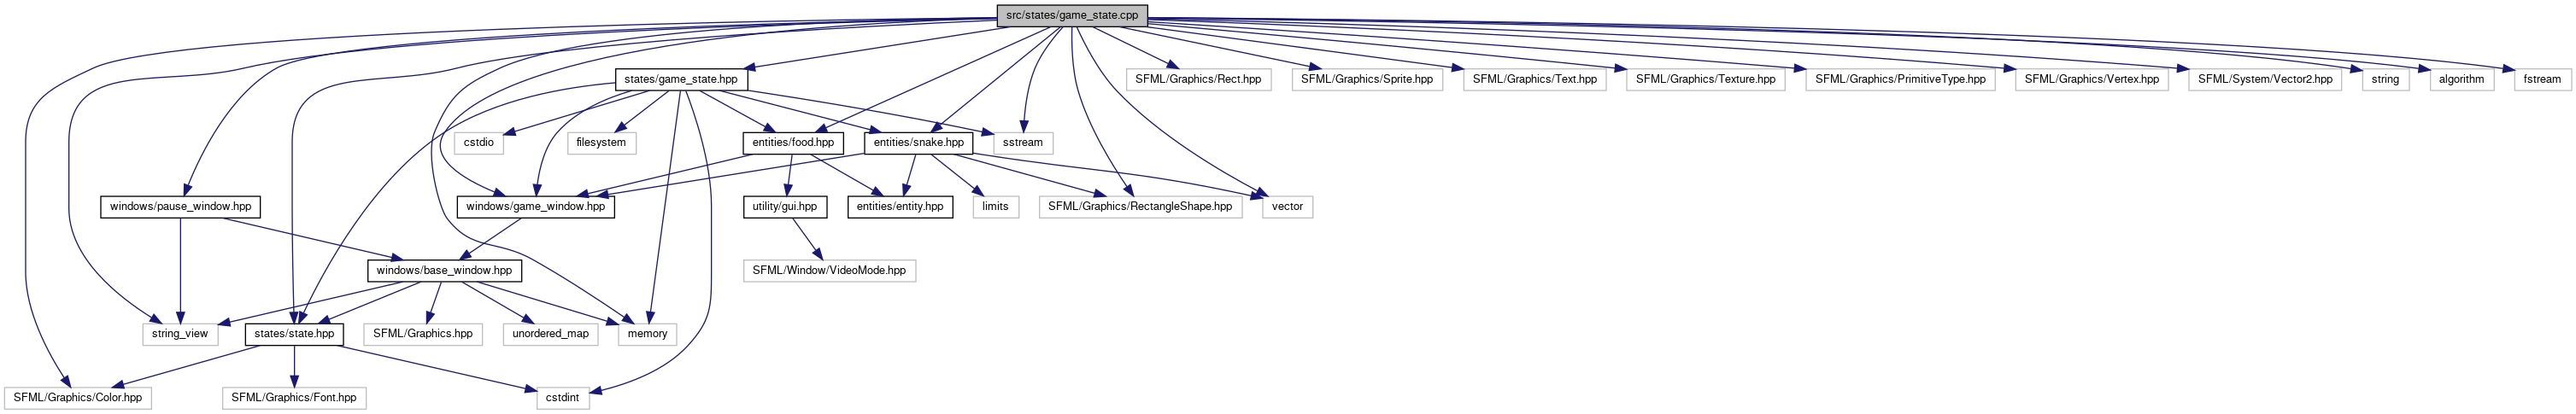 src/states/game_state.cpp
states/game_state.hpp
SFML/Graphics/Rect.hpp
SFML/Graphics/Sprite.hpp
SFML/Graphics/Text.hpp
SFML/Graphics/Texture.hpp
SFML/Graphics/PrimitiveType.hpp
SFML/Graphics/Vertex.hpp
SFML/System/Vector2.hpp
string
algorithm
fstream
cstdio
filesystem
entities/food.hpp
entities/snake.hpp
sstream
windows/pause_window.hpp
windows/game_window.hpp
utility/gui.hpp
entities/entity.hpp
limits
SFML/Graphics/RectangleShape.hpp
vector
windows/base_window.hpp
SFML/Window/VideoMode.hpp
string_view
states/state.hpp
SFML/Graphics.hpp
unordered_map
memory
SFML/Graphics/Color.hpp
SFML/Graphics/Font.hpp
cstdint